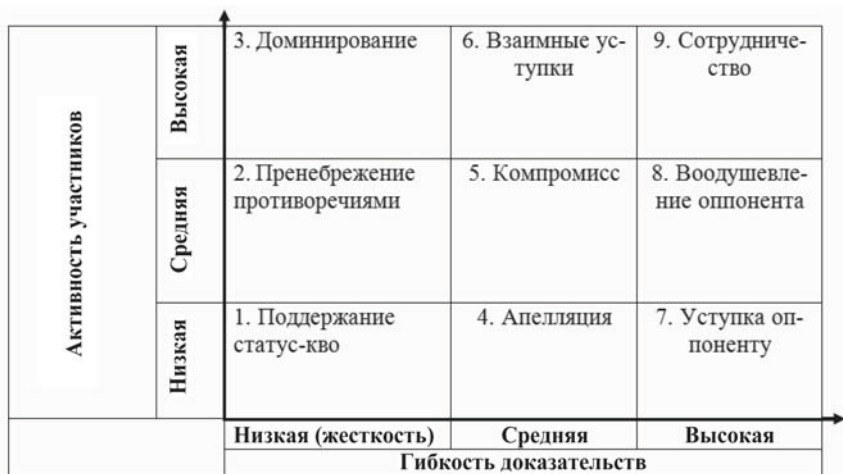 Активность участников
Высокая
3. Доминирование
6. Взаимные ус-
тупки
9. Сотрудниче-
ство
Средняя
2. Пренебрежение
противоречиями
5. Компромисс
8. Воодушевле-
ние оппонента
Низкая
1. Поддержание
статус-кво
4. Апелляция
7. Уступка оп-
поненту
Низкая (жесткость)
Средняя
Высокая
Гибкость доказательств